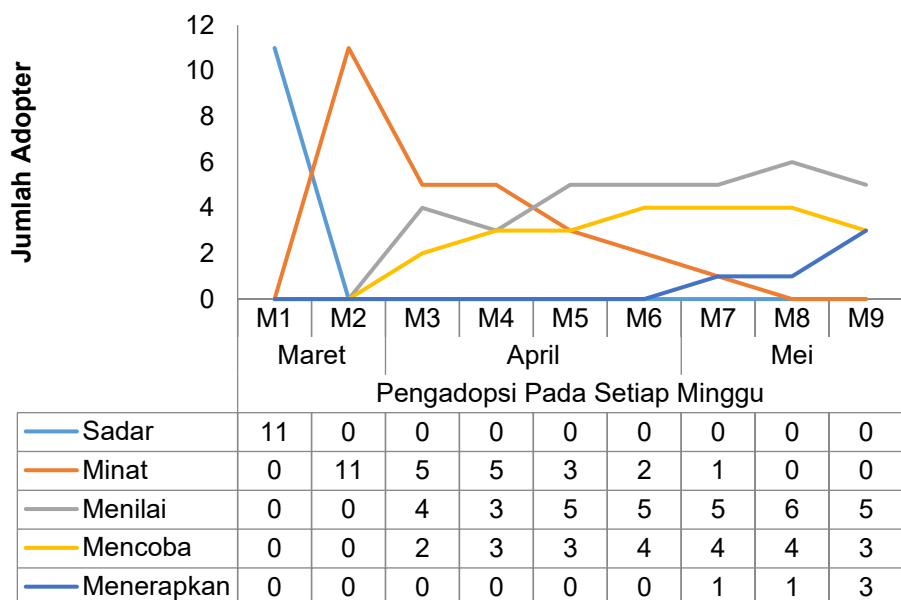 Jumlah Adopter
12
10
8
6
4
2
0
M1 M2 M3 M4 M5 M6 M7 M8 M9
Maret April Mei
Pengadopsi Pada Setiap Minggu
Sadar 11 0 0 0 0 0 0 0 0
Minat 0 11 5 5 3 2 1 0 0
Menilai 0 0 4 3 5 5 5 6 5
Mencoba 0 0 2 3 3 4 4 4 3
Menerapkan 0 0 0 0 0 0 1 1 3